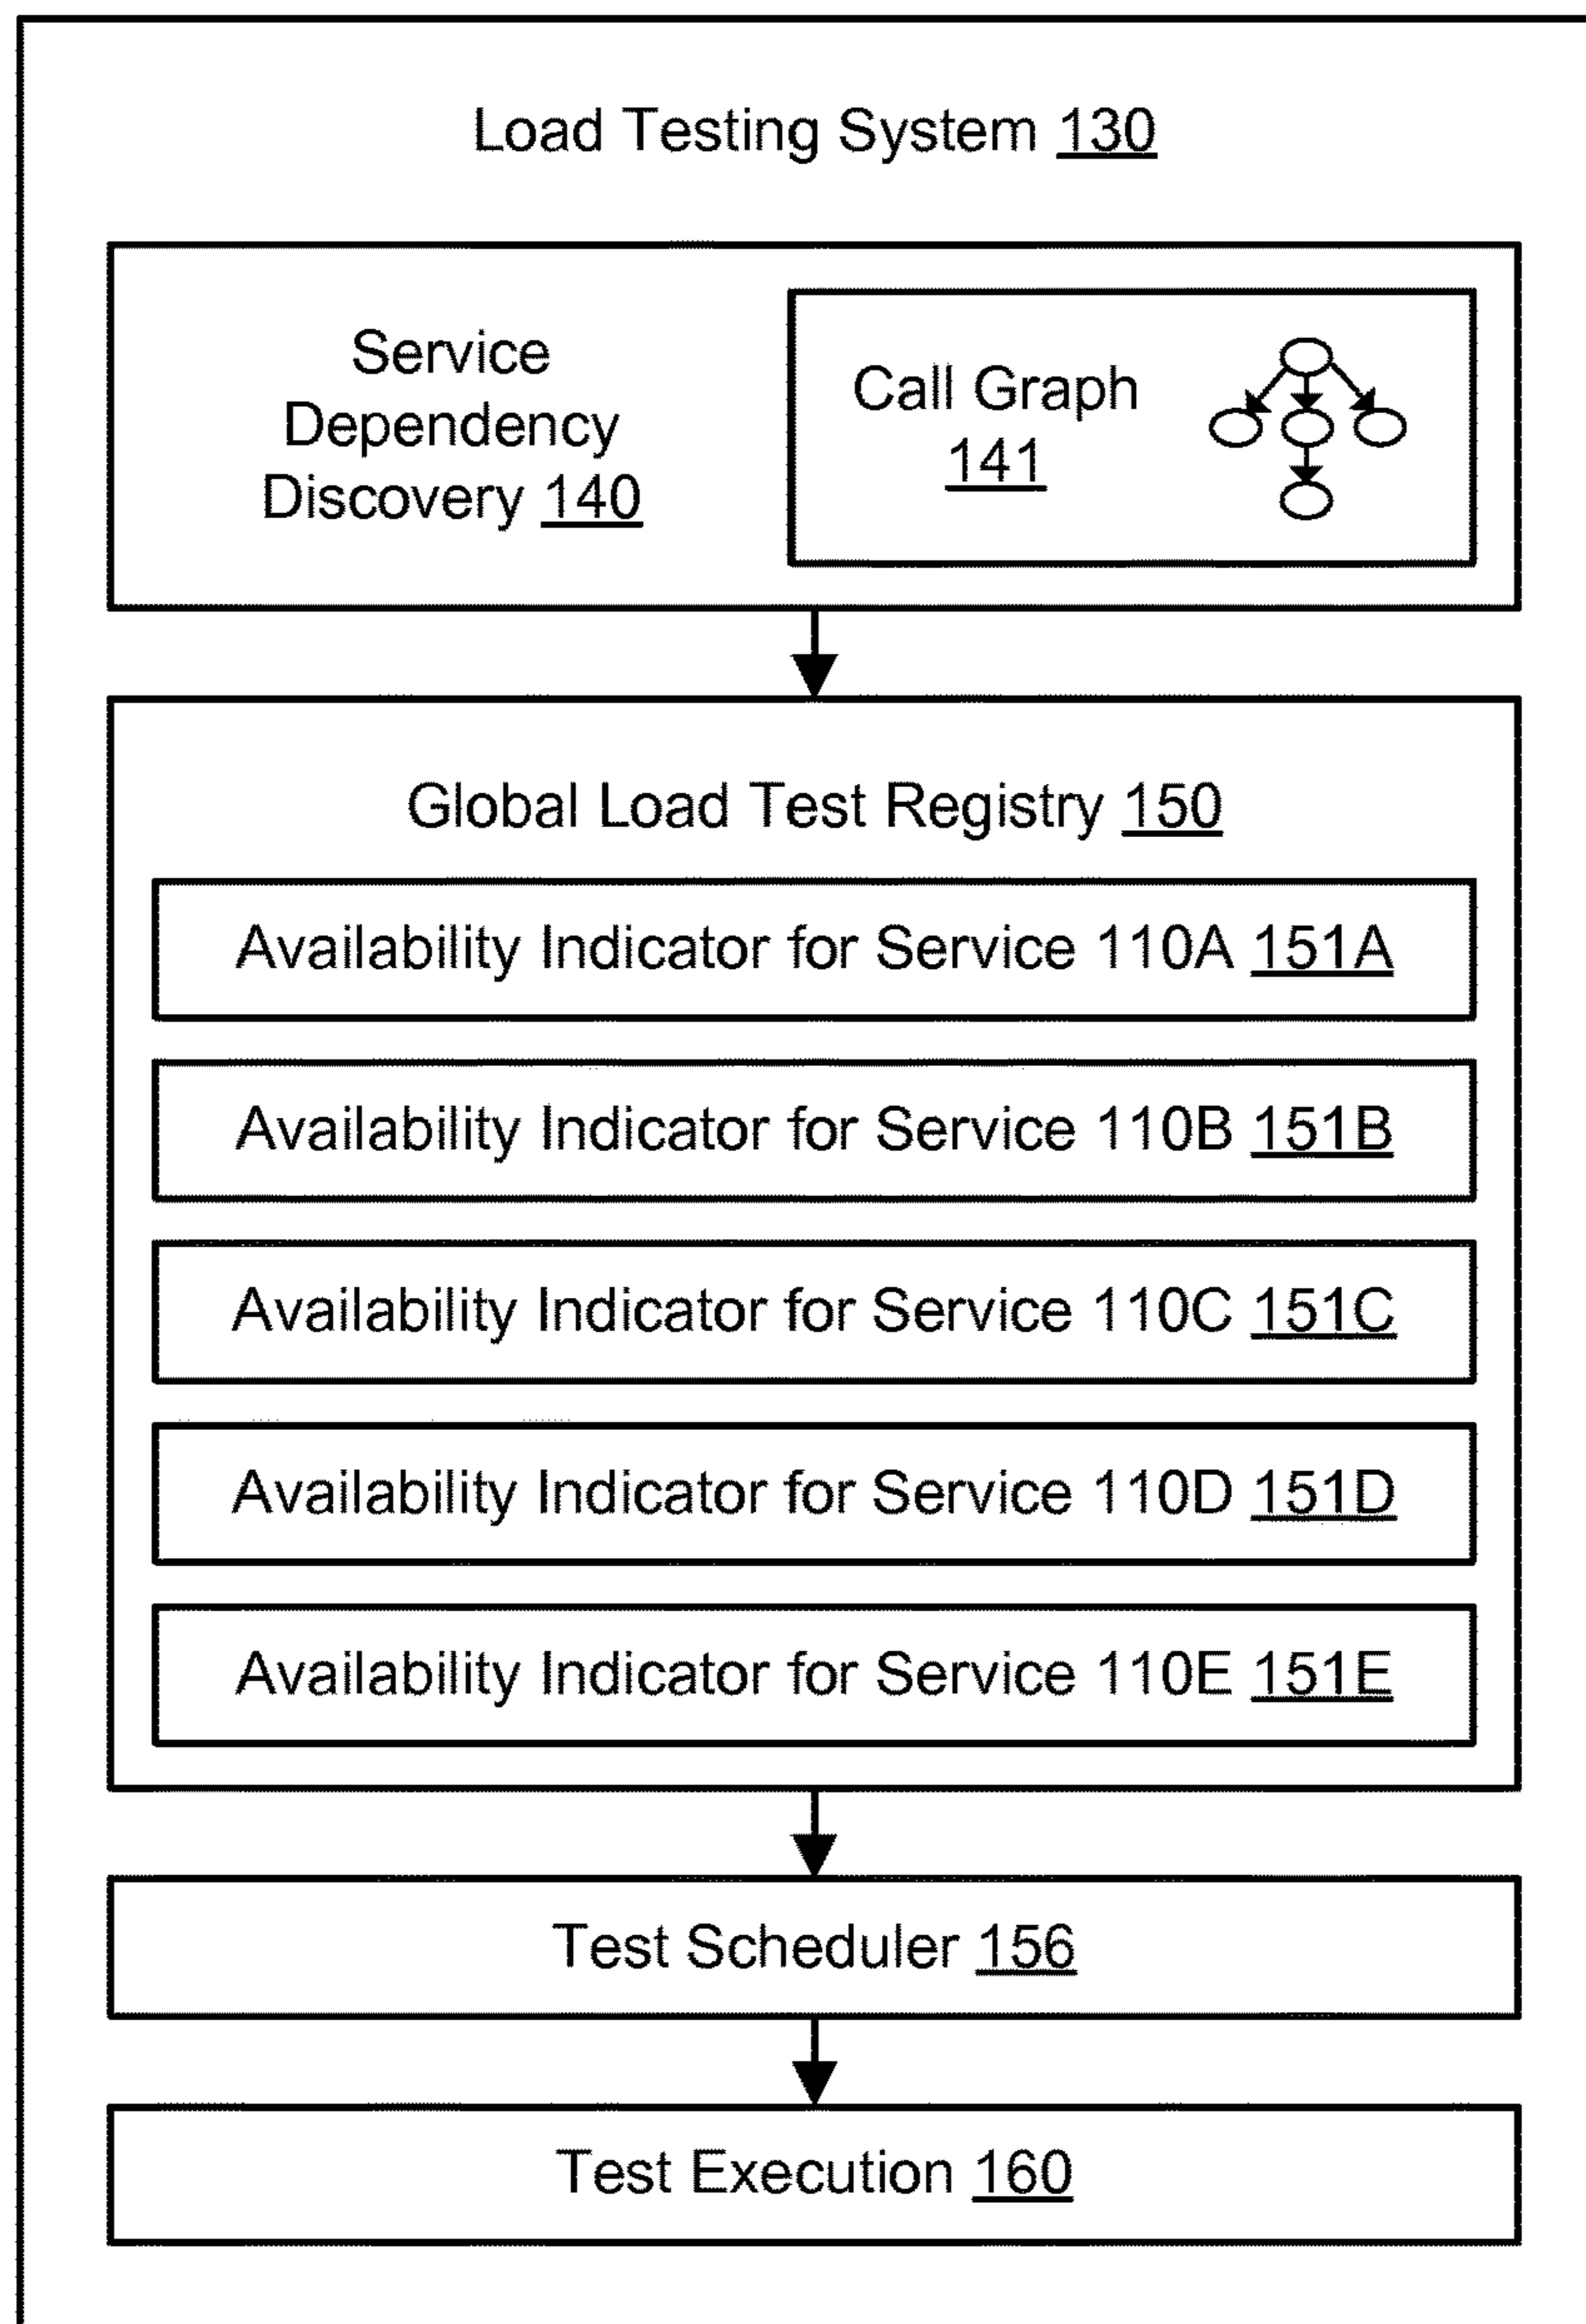 Load Testing System 130
Service
Dependency
Discovery 140
Call Graph
141
Global Load Test Registry 150
Availability Indicator for Service 110A 151A
Availability Indicator for Service 110B 151B
Availability Indicator for Service 110C 151C
Availability Indicator for Service 110D 151D
Availability Indicator for Service 110E 151E
Test Scheduler 156
Test Execution 160